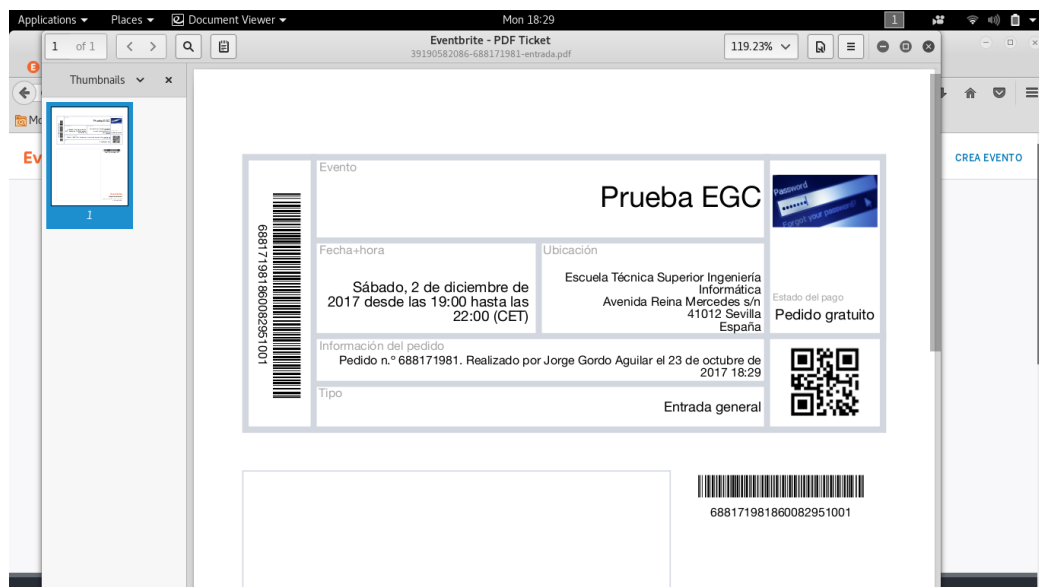 Applications Places Document Viewer Mon 18:29 1
1 of 1 Eventbrite - PDF Ticket 119.23%
39190582086-688171981-entrada.pdf
Thumbnails
Mo
Ev CREA EVENTO
1
688171981860082951001
Evento
Prueba EGC
Password
Forgot your password?
Fecha+hora
Sábado, 2 de diciembre de
2017 desde las 19:00 hasta las
22:00 (CET)
Ubicación
Escuela Técnica Superior Ingeniería
Informática
Avenida Reina Mercedes s/n
41012 Sevilla
España
Estado del pago
Pedido gratuito
Información del pedido
Pedido n.º 688171981. Realizado por Jorge Gordo Aguilar el 23 de octubre de
2017 18:29
Tipo
Entrada general
688171981860082951001